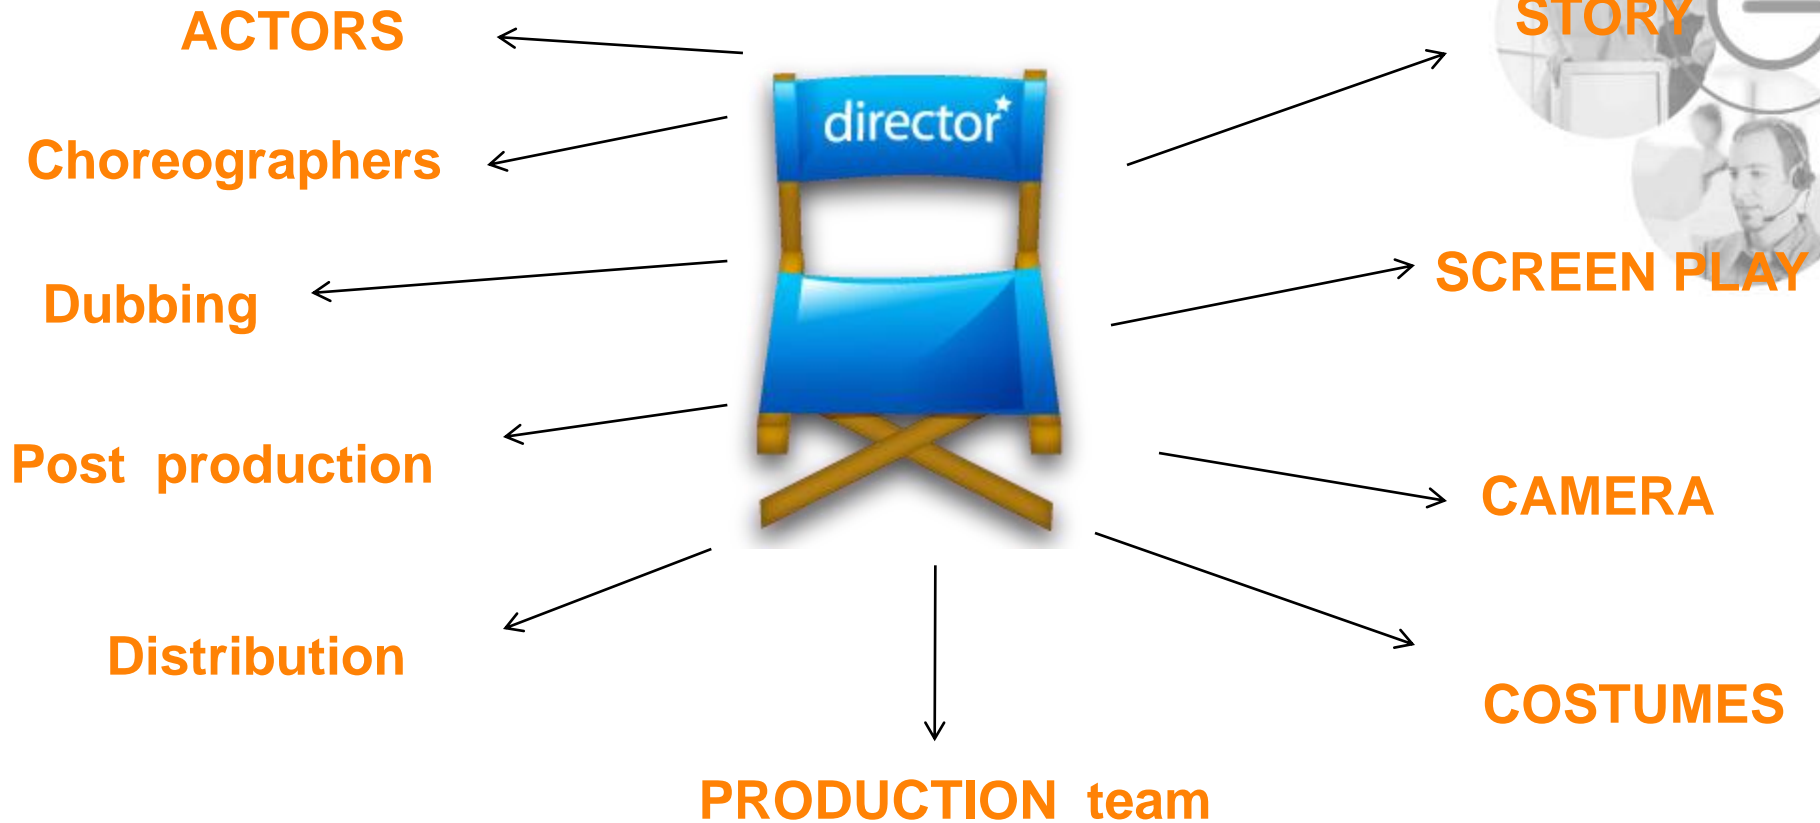 ACTORS
STORY
director
Choreographers
SCREEN PLAY
Dubbing
Post production
CAMERA
Distribution
COSTUMES
PRODUCTION team